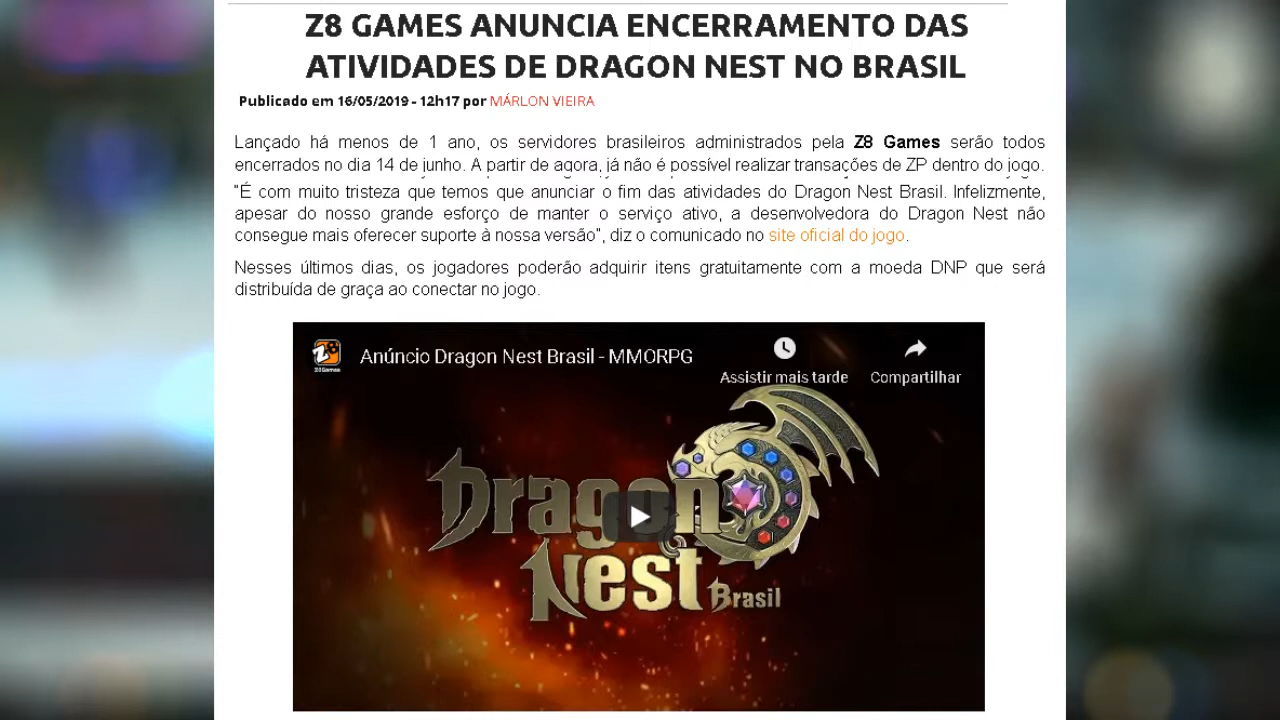 Z8 GAMES ANUNCIA ENCERRAMENTO DAS
ATIVIDADES DE DRAGON NEST NO BRASIL
Publicado em 16/05/2019 - 12h17 por MÁRLON VIEIRA
Lançado há menos de 1 ano, os servidores brasileiros administrados pela Z8 Games serão todos
encerrados no dia 14 de junho. A partir de agora, já não é possível realizar transações de ZP dentro do jogo.
“É com muito tristeza que temos que anunciar o fim das atividades do Dragon Nest Brasil. Infelizmente,
apesar do nosso grande esforço de manter o serviço ativo, a desenvolvedora do Dragon Nest não
consegue mais oferecer suporte à nossa versão”, diz o comunicado no site oficial do jogo.
Nesses últimos dias, os jogadores poderão adquirir itens gratuitamente com a moeda DNP que será
distribuída de graça ao conectar no jogo.
Z8Games
Anúncio Dragon Nest Brasil - MMORPG
Assistir mais tarde
Compartilhar
Dragon
Nest Brasil